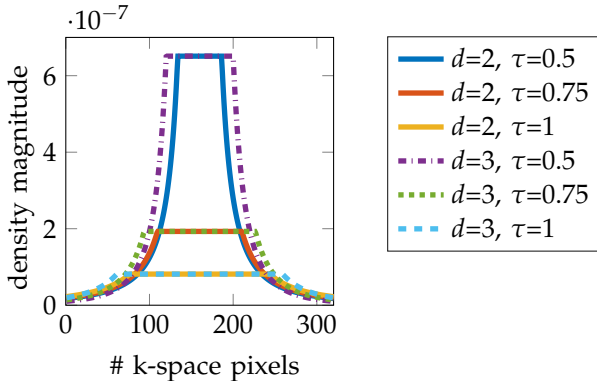 ·10⁻⁷
6
4
2
0
density magnitude
0 100 200 300
# k-space pixels
d=2, τ=0.5
d=2, τ=0.75
d=2, τ=1
d=3, τ=0.5
d=3, τ=0.75
d=3, τ=1